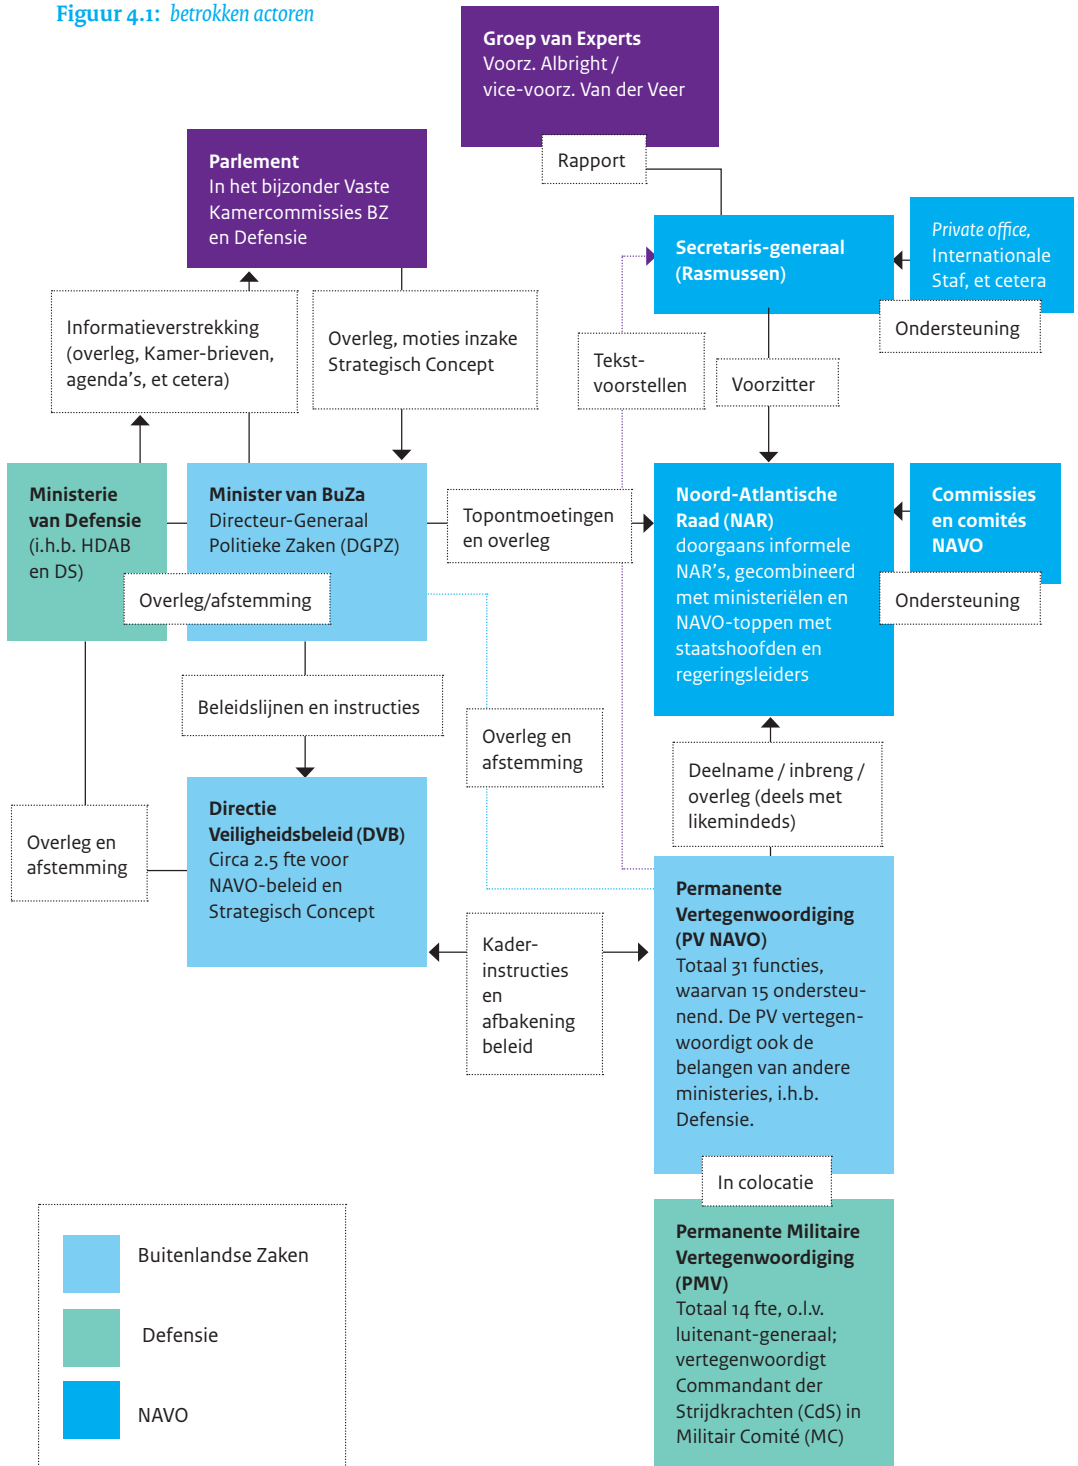 Figuur 4.1: betrokken actoren
Groep van Experts
Voorz. Albright /
vice-voorz. Van der Veer
Rapport
Parlement
In het bijzonder Vaste
Kamercommissies BZ
en Defensie
Secretaris-generaal
(Rasmussen)
Private office,
Internationale
Staf, et cetera
Ondersteuning
Informatieverstrekking
(overleg, Kamer-brieven,
agenda's, et cetera)
Overleg, moties inzake
Strategisch Concept
Tekst-
voorstellen
Voorzitter
Ministerie
van Defensie
(i.h.b. HDAB
en DS)
Minister van BuZa
Directeur-Generaal
Politieke Zaken (DGPZ)
Overleg/afstemming
Topontmoetingen
en overleg
Noord-Atlantische
Raad (NAR)
doorgaans informele
NAR's, gecombineerd
met ministeriëlen en
NAVO-toppen met
staatshoofden en
regeringsleiders
Commissies
en comités
NAVO
Ondersteuning
Beleidslijnen en instructies
Overleg en
afstemming
Deelname / inbreng /
overleg (deels met
likemindeds)
Overleg en
afstemming
Directie
Veiligheidsbeleid (DVB)
Circa 2.5 fte voor
NAVO-beleid en
Strategisch Concept
Kader-
instructies
en
afbakening
beleid
Permanente
Vertegenwoordiging
(PV NAVO)
Totaal 31 functies,
waarvan 15 ondersteu-
nend. De PV vertegen-
woordigt ook de
belangen van andere
ministeries, i.h.b.
Defensie.
In colocatie
Permanente Militaire
Vertegenwoordiging
(PMV)
Totaal 14 fte, o.l.v.
luitenant-generaal;
vertegenwoordigt
Commandant der
Strijdkrachten (CdS) in
Militair Comité (MC)
Buitenlandse Zaken
Defensie
NAVO